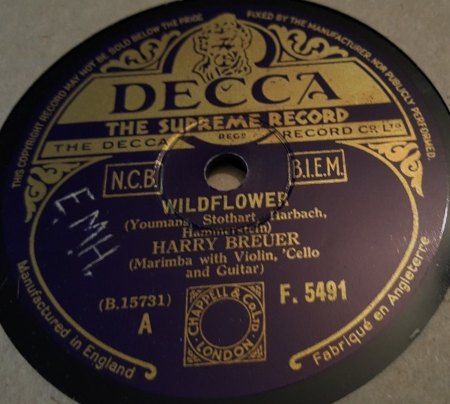 THIS COPYRIGHT RECORD MAY NOT BE SOLD BELOW THE PRICE FIXED BY THE MANUFACTURER, NOR PUBLICLY PERFORMED.
DECCA
THE SUPREME RECORD
THE DECCA REGD RECORD CO LTD
N.C.B. B.I.E.M.
WILDFLOWER
(Youmans, Stothart, Harbach,
Hammerstein)
HARRY BREUER
(Marimba with Violin, 'Cello
and Guitar)
E.M.H.
(B.15731)
A
F. 5491
CHAPPELL & CO LTD
LONDON
Manufactured in England
Fabriqué en Angleterre